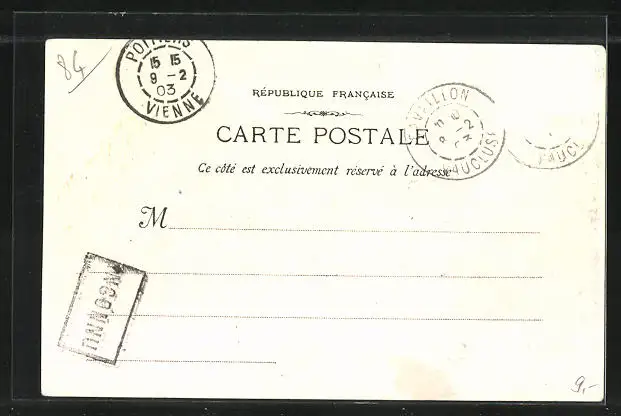 84
POITIERS
15 15
9 - 2
03
VIENNE
RÉPUBLIQUE FRANÇAISE
CARTE POSTALE
Ce côté est exclusivement réservé à l'adresse
M
INCONNU
9,-